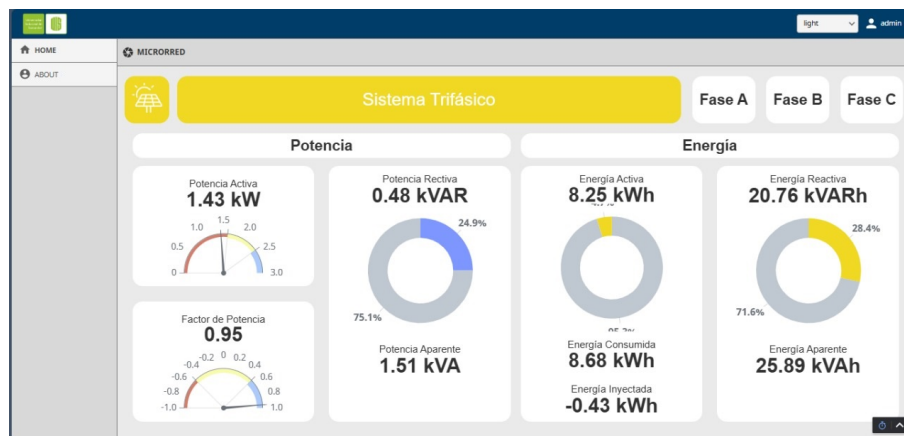 light
admin
HOME
MICRORRED
ABOUT
Sistema Trifásico
Fase A
Fase B
Fase C
Potencia
Energía
Potencia Activa
1.43 kW
0
0.5
1.0
1.5
2.0
2.5
3.0
Factor de Potencia
0.95
-1.0
-0.8
-0.6
-0.4
-0.2
0
0.2
0.4
0.6
0.8
1.0
Potencia Rectiva
0.48 kVAR
24.9%
75.1%
Potencia Aparente
1.51 kVA
Energía Activa
8.25 kWh
Energía Consumida
8.68 kWh
Energía Inyectada
-0.43 kWh
Energía Reactiva
20.76 kVARh
28.4%
71.6%
Energía Aparente
25.89 kVAh